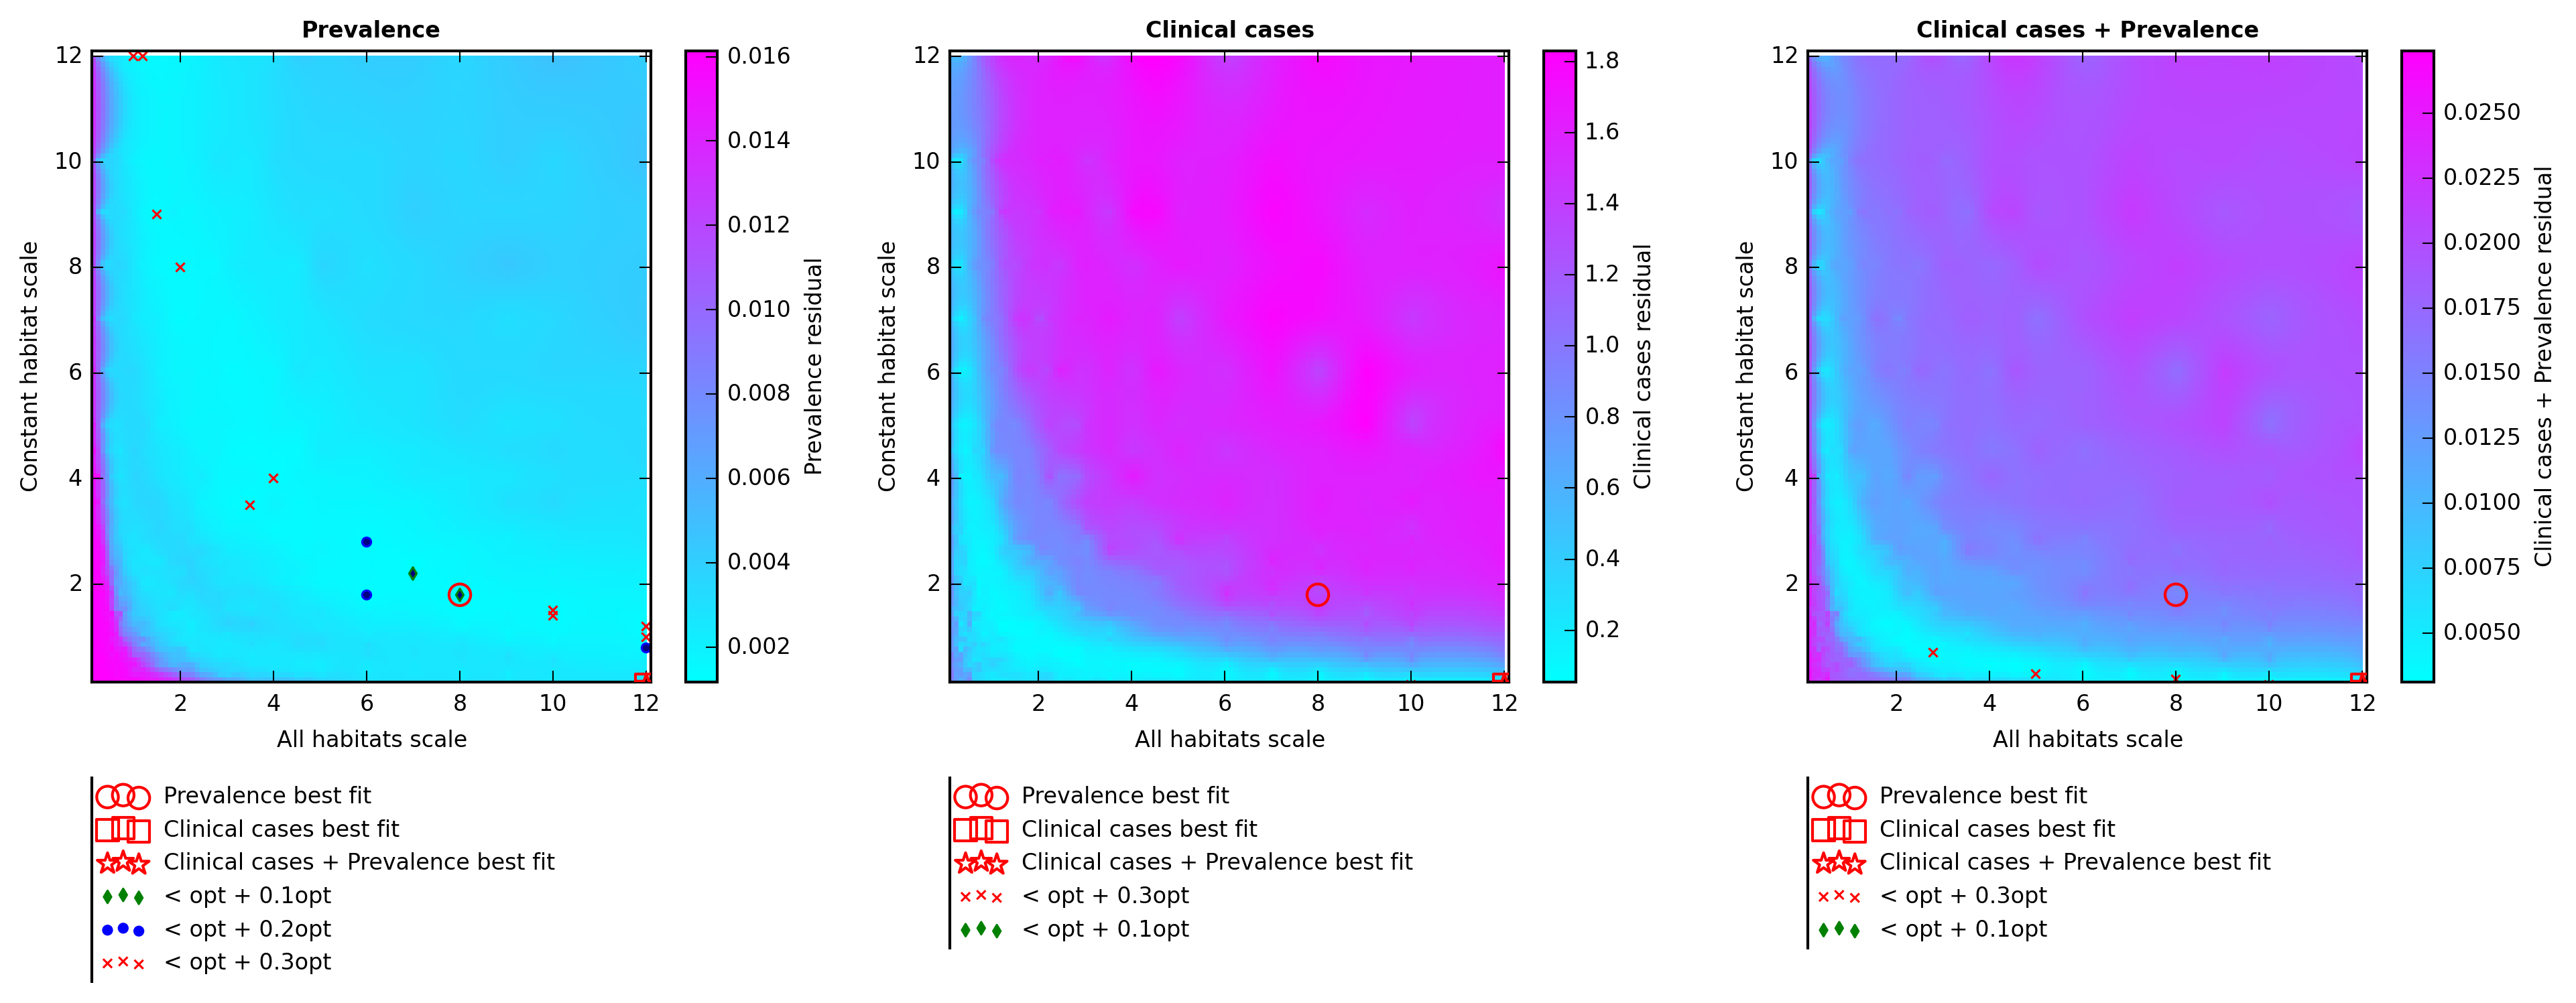 Prevalence
12
10
8
6
4
2
Constant habitat scale
2 4 6 8 10 12
All habitats scale
0.016
0.014
0.012
0.010
0.008
0.006
0.004
0.002
Prevalence residual
Prevalence best fit
Clinical cases best fit
Clinical cases + Prevalence best fit
< opt + 0.1opt
< opt + 0.2opt
< opt + 0.3opt
Clinical cases
12
10
8
6
4
2
Constant habitat scale
2 4 6 8 10 12
All habitats scale
1.8
1.6
1.4
1.2
1.0
0.8
0.6
0.4
0.2
Clinical cases residual
Prevalence best fit
Clinical cases best fit
Clinical cases + Prevalence best fit
< opt + 0.3opt
< opt + 0.1opt
Clinical cases + Prevalence
12
10
8
6
4
2
Constant habitat scale
2 4 6 8 10 12
All habitats scale
0.0250
0.0225
0.0200
0.0175
0.0150
0.0125
0.0100
0.0075
0.0050
Clinical cases + Prevalence residual
Prevalence best fit
Clinical cases best fit
Clinical cases + Prevalence best fit
< opt + 0.3opt
< opt + 0.1opt